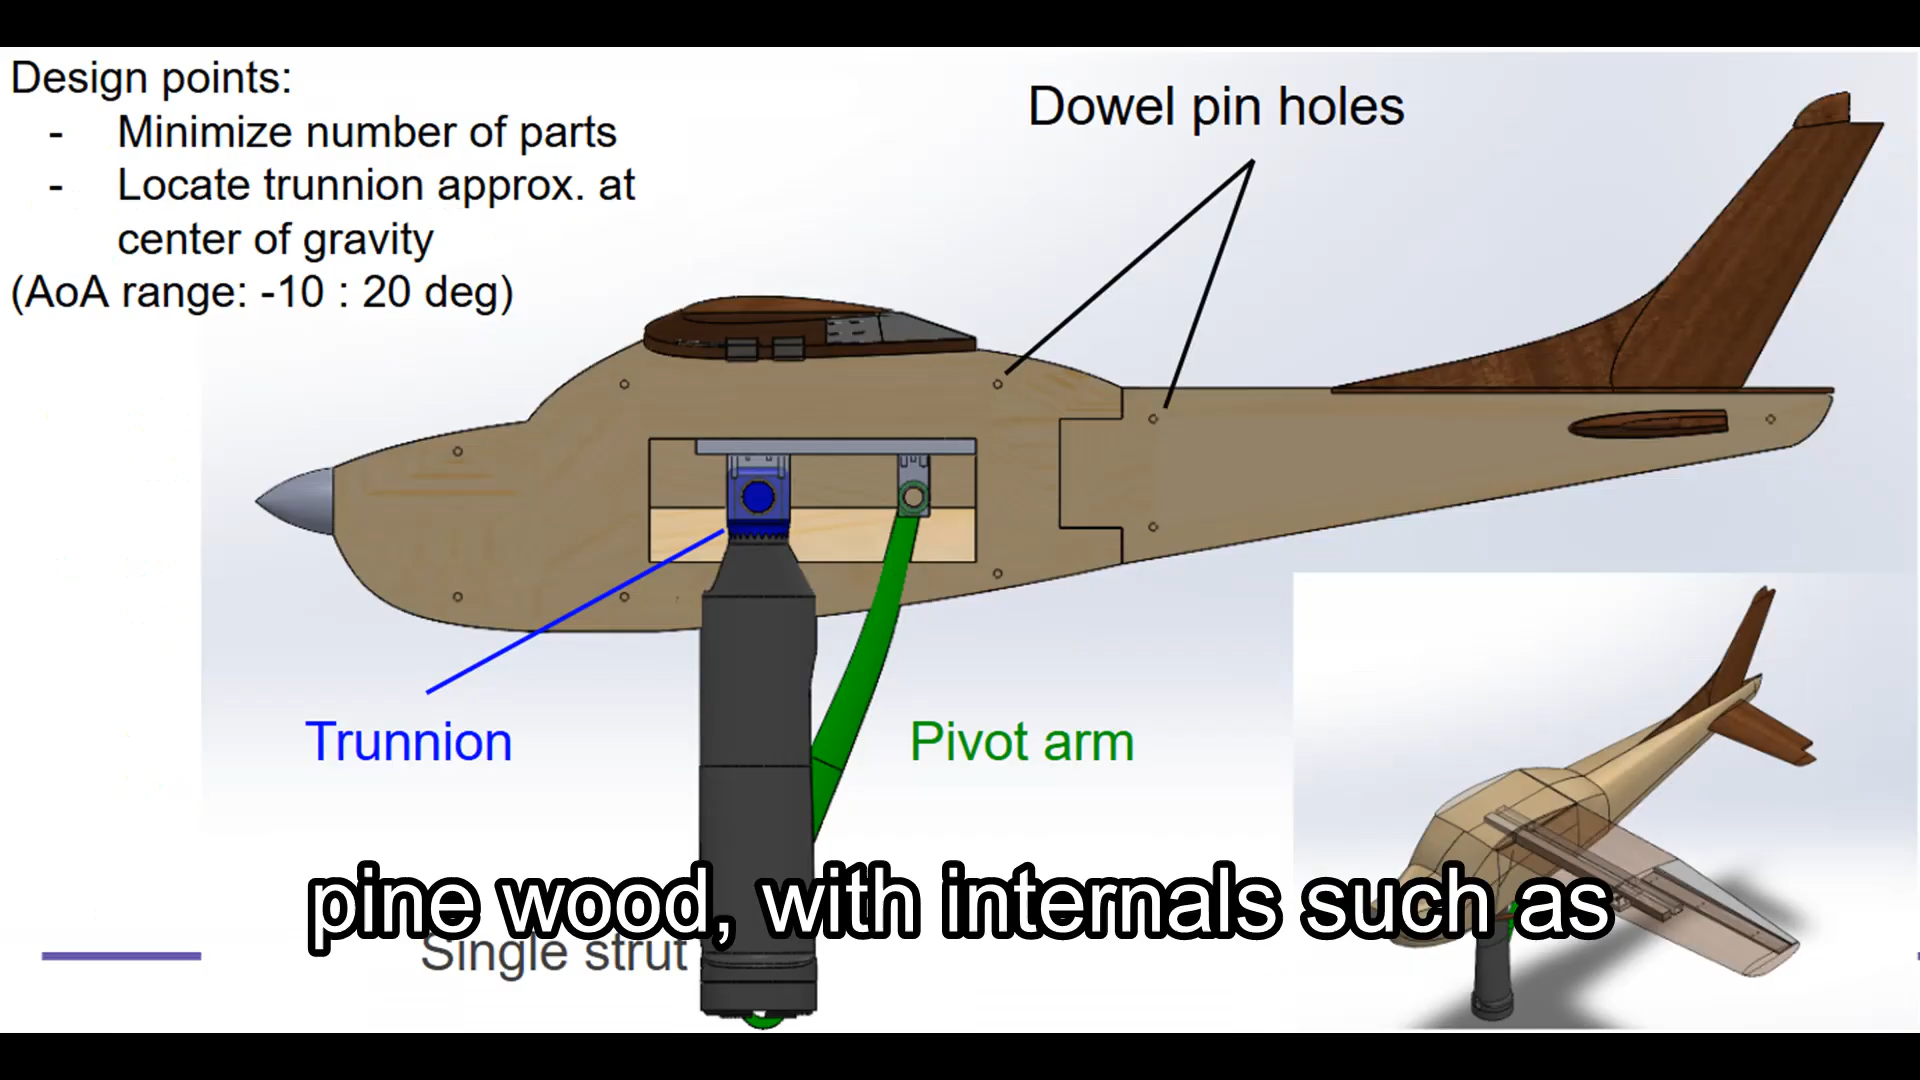 Design points:
- Minimize number of parts
- Locate trunnion approx. at
center of gravity
(AoA range: -10 : 20 deg)
Dowel pin holes
Trunnion
Pivot arm
pine wood, with internals such as
Single strut